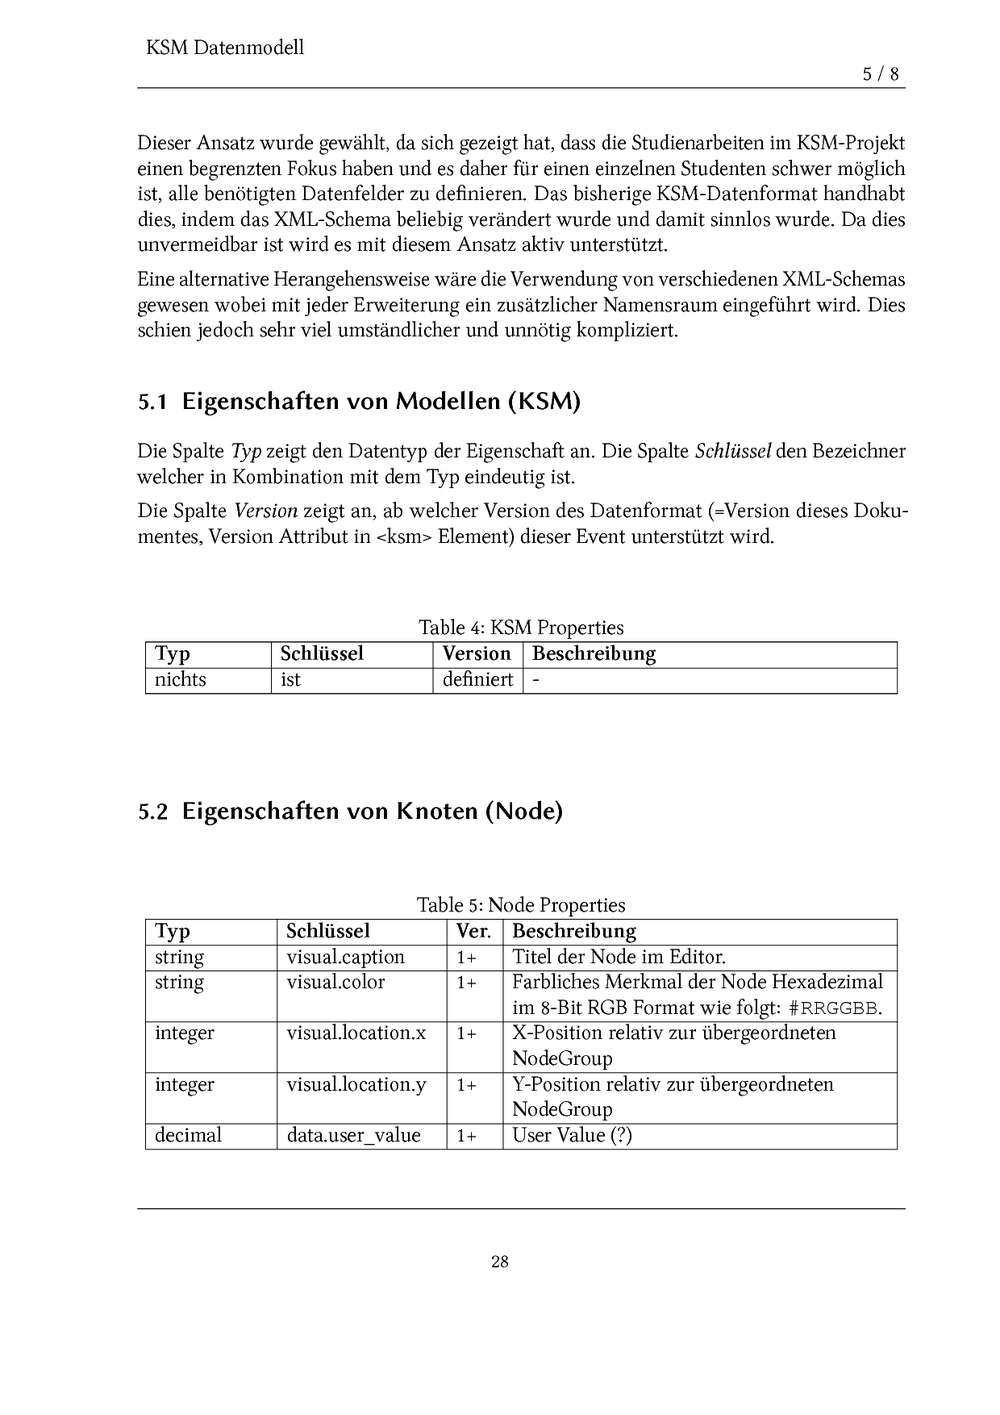 KSM Datenmodell
5 / 8
Dieser Ansatz wurde gewählt, da sich gezeigt hat, dass die Studienarbeiten im KSM-Projekt
einen begrenzten Fokus haben und es daher für einen einzelnen Studenten schwer möglich
ist, alle benötigten Datenfelder zu definieren. Das bisherige KSM-Datenformat handhabt
dies, indem das XML-Schema beliebig verändert wurde und damit sinnlos wurde. Da dies
unvermeidbar ist wird es mit diesem Ansatz aktiv unterstützt.
Eine alternative Herangehensweise wäre die Verwendung von verschiedenen XML-Schemas
gewesen wobei mit jeder Erweiterung ein zusätzlicher Namensraum eingeführt wird. Dies
schien jedoch sehr viel umständlicher und unnötig kompliziert.
5.1 Eigenschaften von Modellen (KSM)
Die Spalte Typ zeigt den Datentyp der Eigenschaft an. Die Spalte Schlüssel den Bezeichner
welcher in Kombination mit dem Typ eindeutig ist.
Die Spalte Version zeigt an, ab welcher Version des Datenformat (=Version dieses Doku-
mentes, Version Attribut in <ksm> Element) dieser Event unterstützt wird.
Table 4: KSM Properties
Typ Schlüssel Version Beschreibung
nichts ist definiert -
5.2 Eigenschaften von Knoten (Node)
Table 5: Node Properties
Typ Schlüssel Ver. Beschreibung
string visual.caption 1+ Titel der Node im Editor.
string visual.color 1+ Farbliches Merkmal der Node Hexadezimal
im 8-Bit RGB Format wie folgt: #RRGGBB.
integer visual.location.x 1+ X-Position relativ zur übergeordneten
NodeGroup
integer visual.location.y 1+ Y-Position relativ zur übergeordneten
NodeGroup
decimal data.user_value 1+ User Value (?)
28